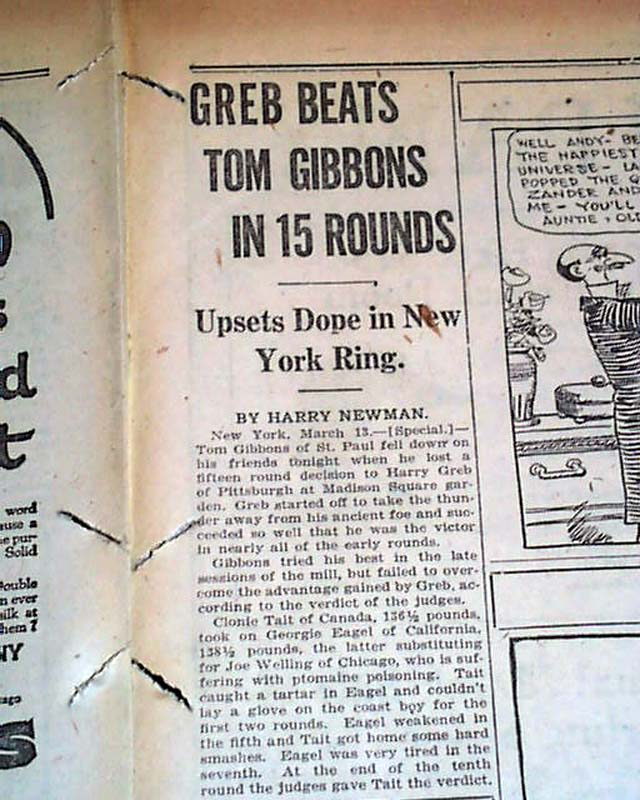 GREB BEATS
TOM GIBBONS
IN 15 ROUNDS
Upsets Dope in New
York Ring.
BY HARRY NEWMAN.
New York, March 13.—[Special.]—
Tom Gibbons of St. Paul fell down on
his friends tonight when he lost a
fifteen round decision to Harry Greb
of Pittsburgh at Madison Square gar-
den. Greb started off to take the thun-
der away from his ancient foe and suc-
ceeded so well that he was the victor
in nearly all of the early rounds.
Gibbons tried his best in the late
sessions of the mill, but failed to over-
come the advantage gained by Greb, ac-
cording to the verdict of the judges.
Clonie Tait of Canada, 136½ pounds,
took on Georgie Eagel of California,
138½ pounds, the latter substituting
for Joe Welling of Chicago, who is suf-
fering with ptomaine poisoning. Tait
caught a tartar in Eagel and couldn't
lay a glove on the coast boy for the
first two rounds. Eagel weakened in
the fifth and Tait got home some hard
smashes. Eagel was very tired in the
seventh. At the end of the tenth
round the judges gave Tait the verdict.
WELL ANDY- BE
THE HAPPIEST
UNIVERSE- LA
POPPED THE Q
ZANDER AND
ME- YOU'LL
AUNTIE & OLD
d
t
word
ause a
e pur-
Solid
ouble
n ever
silk at
hem?
NY
ago
S